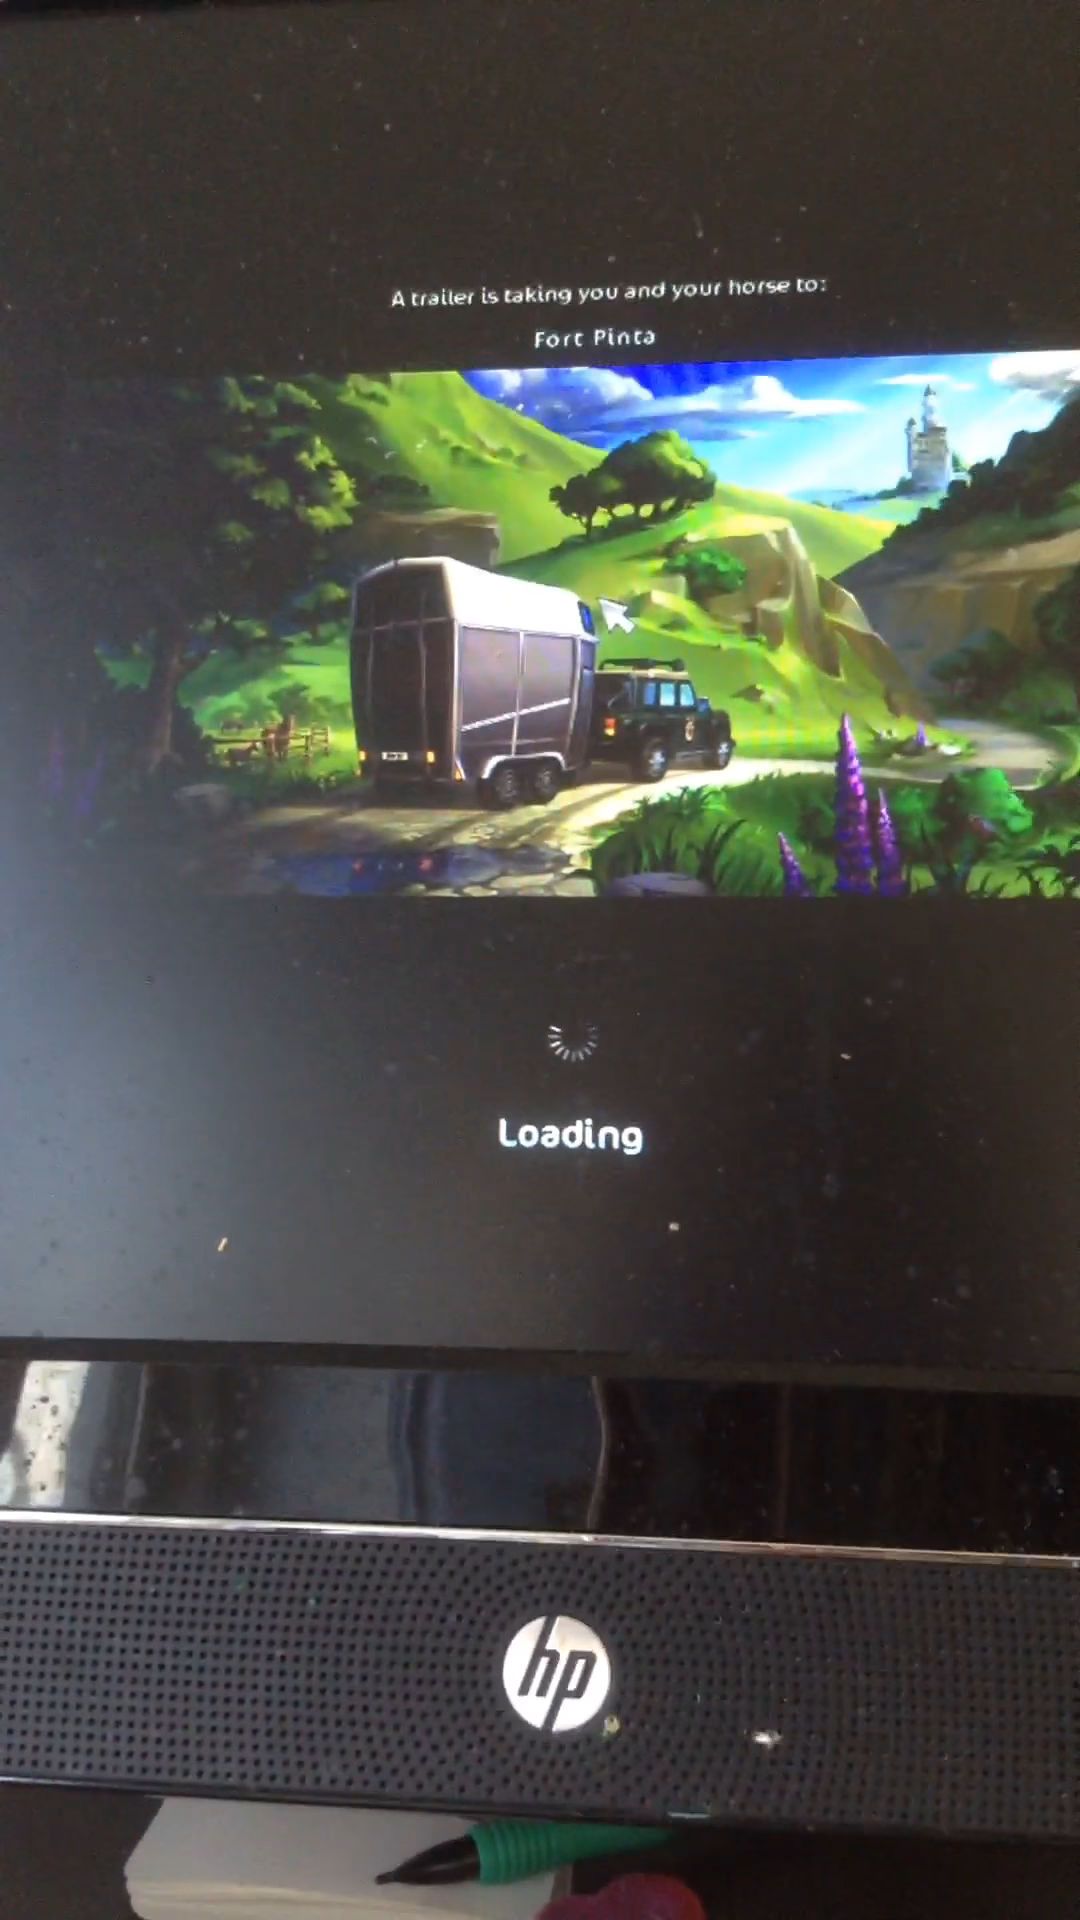 A trailer is taking you and your horse to:
Fort Pinta
Loading
hp